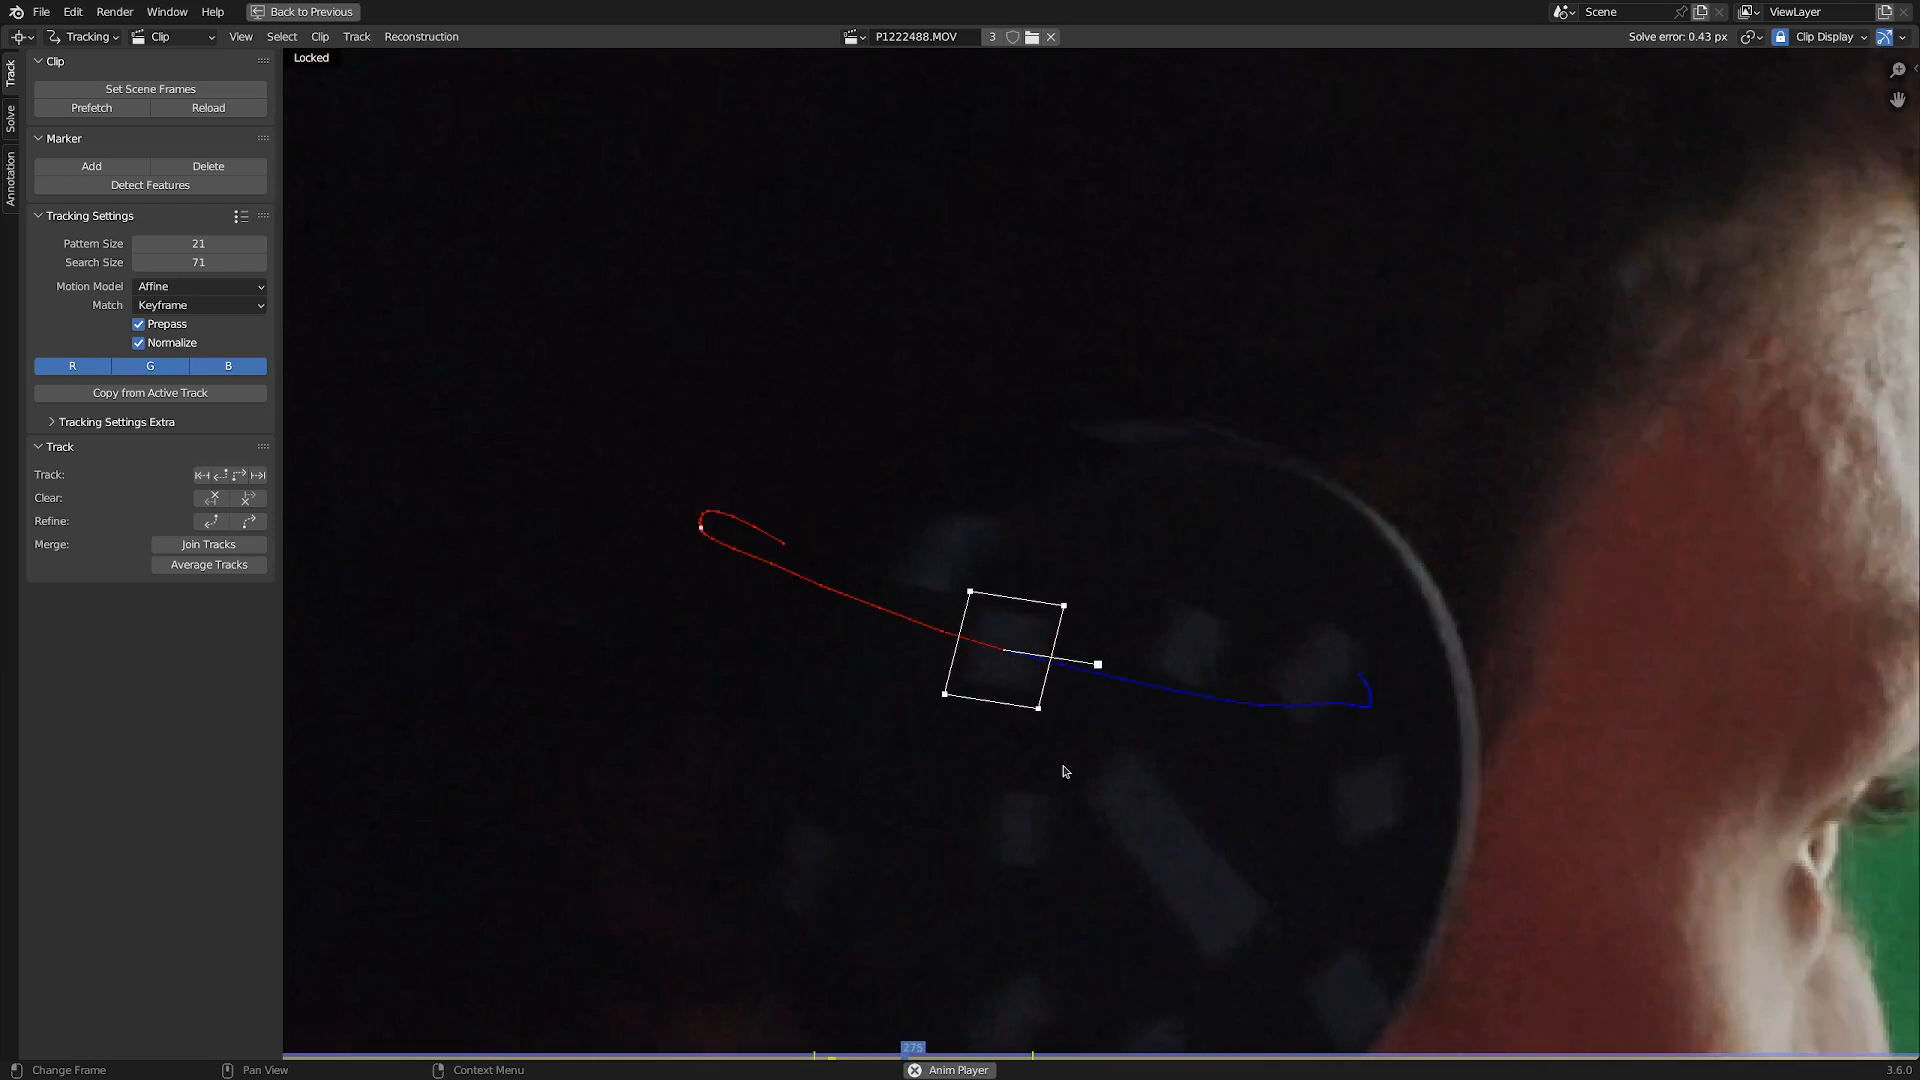 File Edit Render Window Help Back to Previous Scene ViewLayer
Tracking Clip View Select Clip Track Reconstruction P1222488.MOV 3 Solve error: 0.43 px Clip Display
Locked
Track
Solve
Annotation
Clip
Set Scene Frames
Prefetch Reload
Marker
Add Delete
Detect Features
Tracking Settings
Pattern Size 21
Search Size 71
Motion Model Affine
Match Keyframe
Prepass
Normalize
R G B
Copy from Active Track
Tracking Settings Extra
Track
Track:
Clear:
Refine:
Merge: Join Tracks
Average Tracks
275
Change Frame Pan View Context Menu Anim Player 3.6.0